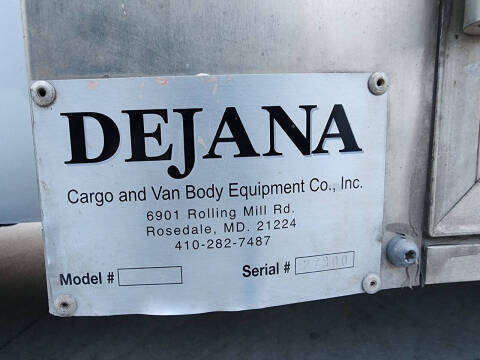 DEJANA
Cargo and Van Body Equipment Co., Inc.
6901 Rolling Mill Rd.
Rosedale, MD. 21224
410-282-7487
Model #
Serial #